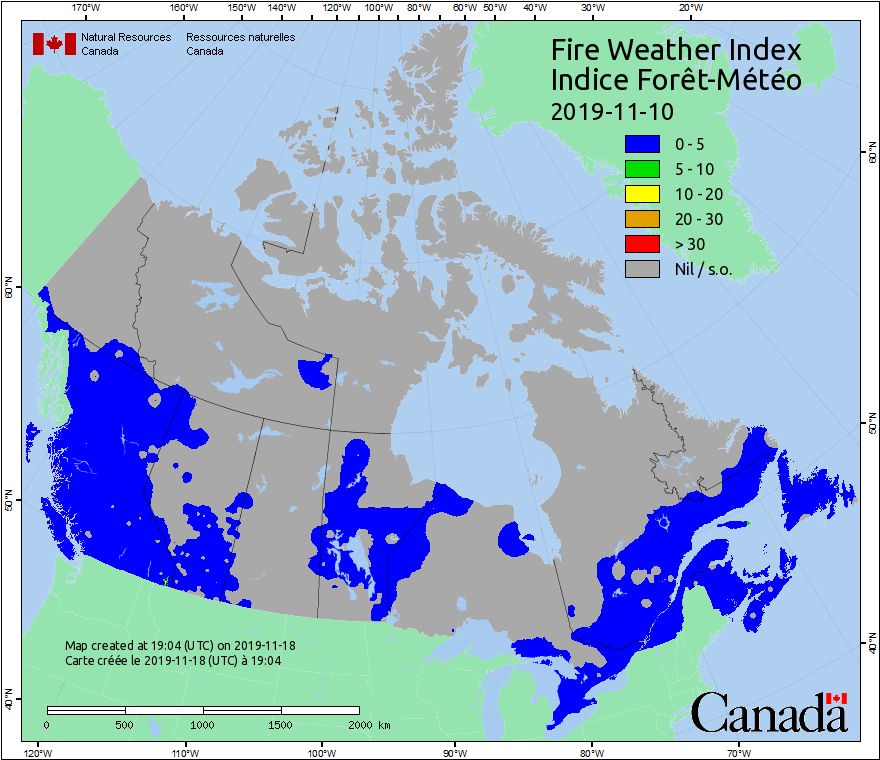 170°W 160°W 150°W 140°W 120°W 100°W 80°W 60°W 50°W 40°W 30°W 20°W
Natural Resources Ressources naturelles
Canada Canada
Fire Weather Index
Indice Forêt-Météo
2019-11-10
0 - 5
5 - 10
10 - 20
20 - 30
> 30
Nil / s.o.
60°N
60°N
50°N
50°N
40°N
40°N
Map created at 19:04 (UTC) on 2019-11-18
Carte créée le 2019-11-18 (UTC) à 19:04
0 500 1000 1500 2000 km
Canada
120°W 110°W 100°W 90°W 80°W 70°W